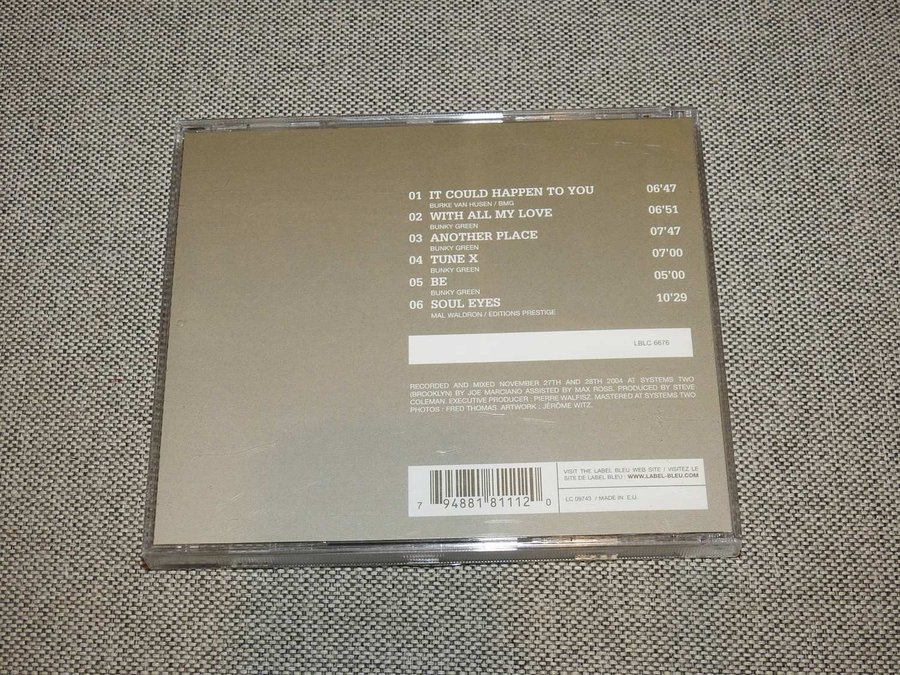 01 IT COULD HAPPEN TO YOU 06'47
BURKE VAN HUSEN / BMG
02 WITH ALL MY LOVE 06'51
BUNKY GREEN
03 ANOTHER PLACE 07'47
BUNKY GREEN
04 TUNE X 07'00
BUNKY GREEN
05 BE 05'00
BUNKY GREEN
06 SOUL EYES 10'29
MAL WALDRON / EDITIONS PRESTIGE
LBLC 6676
RECORDED AND MIXED NOVEMBER 27TH AND 28TH 2004 AT SYSTEMS TWO
(BROOKLYN) BY JOE MARCIANO ASSISTED BY MAX ROSS. PRODUCED BY STEVE
COLEMAN. EXECUTIVE PRODUCER : PIERRE WALFISZ. MASTERED AT SYSTEMS TWO
PHOTOS : FRED THOMAS. ARTWORK : JÉRÔME WITZ.
7 94881 81112 0
VISIT THE LABEL BLEU WEB SITE / VISITEZ LE
SITE DE LABEL BLEU : WWW.LABEL-BLEU.COM
LC 09743 / MADE IN E.U.